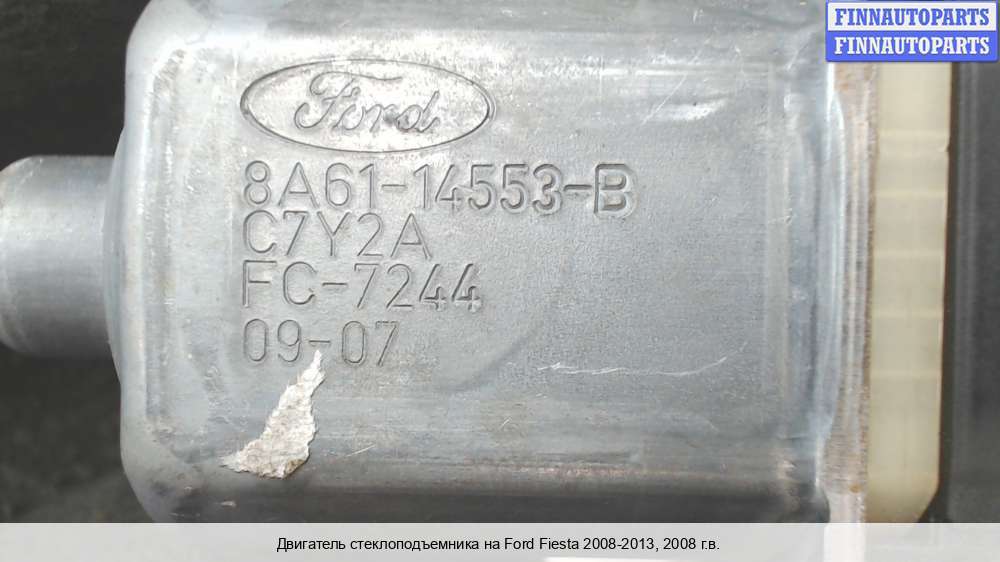 FINNAUTOPARTS
FINNAUTOPARTS
Ford
8A61-14553-B
C7Y2A
FC-7244
09-07
Двигатель стеклоподъемника на Ford Fiesta 2008-2013, 2008 г.в.